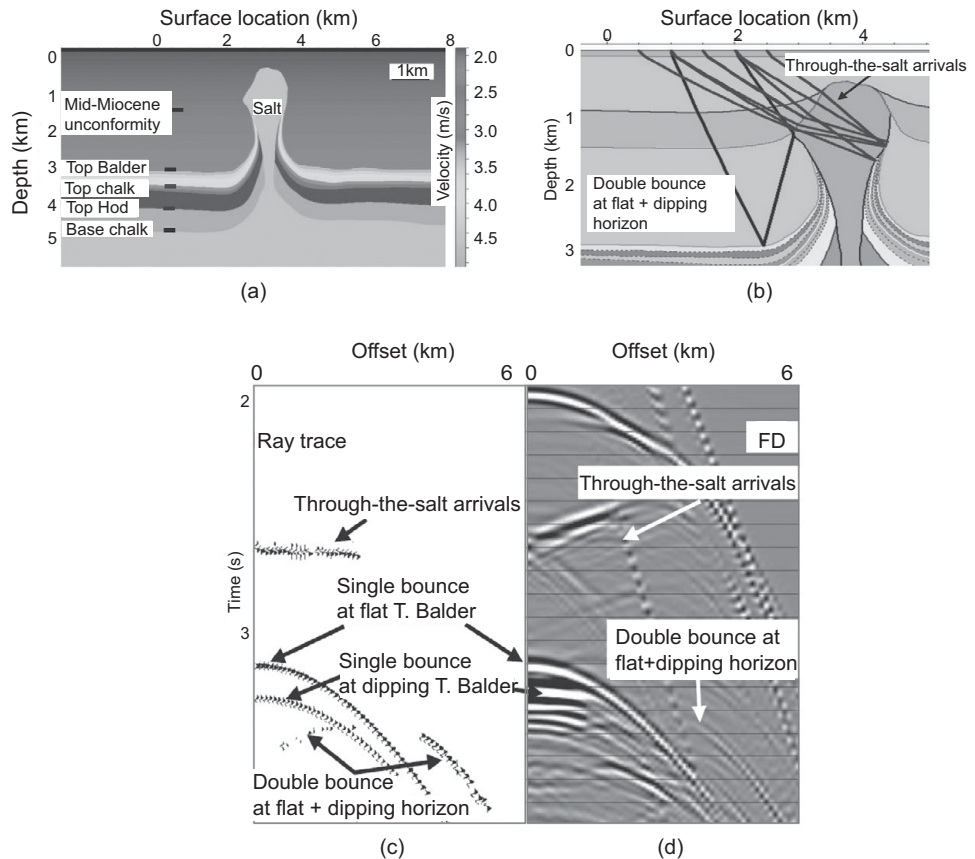 Surface location (km)
0 2 4 6 8
0
1
2
3
4
5
Depth (km)
1km
Salt
Mid-Miocene
unconformity
Top Balder
Top chalk
Top Hod
Base chalk
Velocity (m/s)
2.0
2.5
3.0
3.5
4.0
4.5
(a)
Surface location (km)
0 2 4
0
1
2
3
Depth (km)
Through-the-salt arrivals
Double bounce
at flat + dipping
horizon
(b)
Offset (km)
0 6
2
3
Time (s)
Ray trace
Through-the-salt arrivals
Single bounce
at flat T. Balder
Single bounce
at dipping T. Balder
Double bounce
at flat + dipping horizon
(c)
Offset (km)
0 6
FD
Through-the-salt arrivals
Double bounce at
flat+dipping horizon
(d)